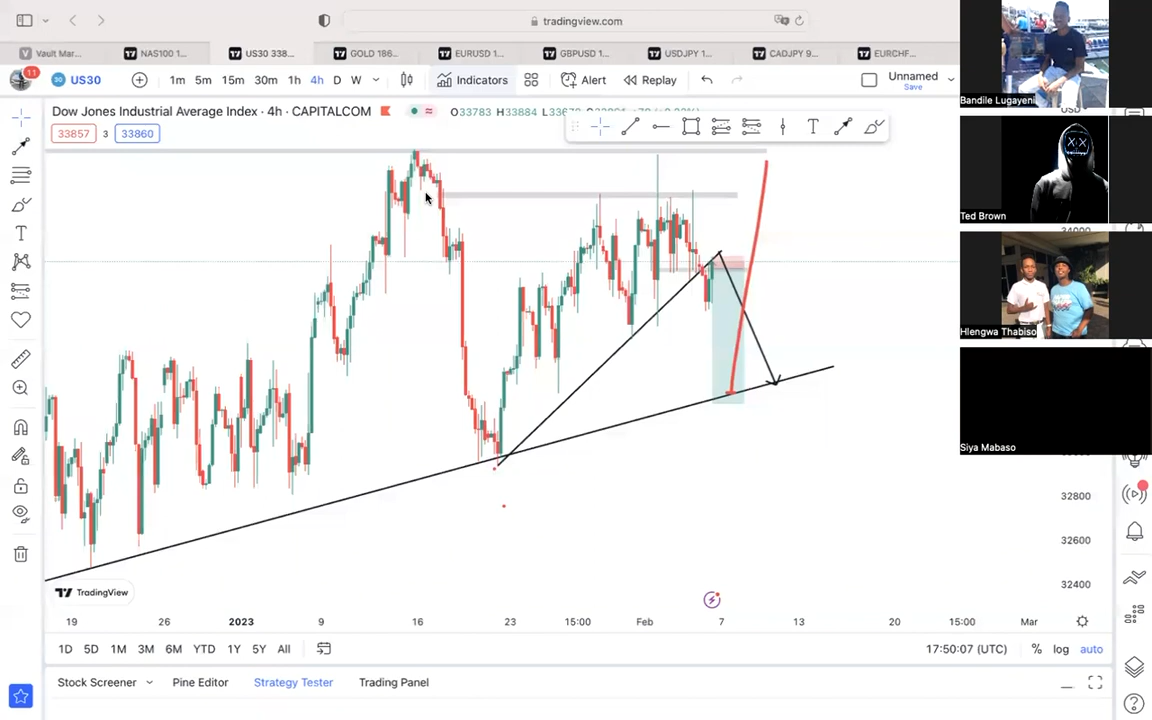 tradingview.com
Vault Mar...
NAS100 1...
US30 338...
GOLD 186...
EURUSD 1...
GBPUSD 1...
USDJPY 1...
CADJPY 9...
EURCHF...
11
US30
1m 5m 15m 30m 1h 4h D W
Indicators
Alert
Replay
Unnamed
Save
Dow Jones Industrial Average Index · 4h · CAPITALCOM
O33783 H33884
33857 3 33860
Bandile Lugayeni
Ted Brown
Hlengwa Thabiso
Siya Mabaso
34000
32800
32600
32400
TradingView
19 26 2023 9 16 23 15:00 Feb 7 13 20 15:00 Mar
1D 5D 1M 3M 6M YTD 1Y 5Y All
17:50:07 (UTC) % log auto
Stock Screener
Pine Editor
Strategy Tester
Trading Panel